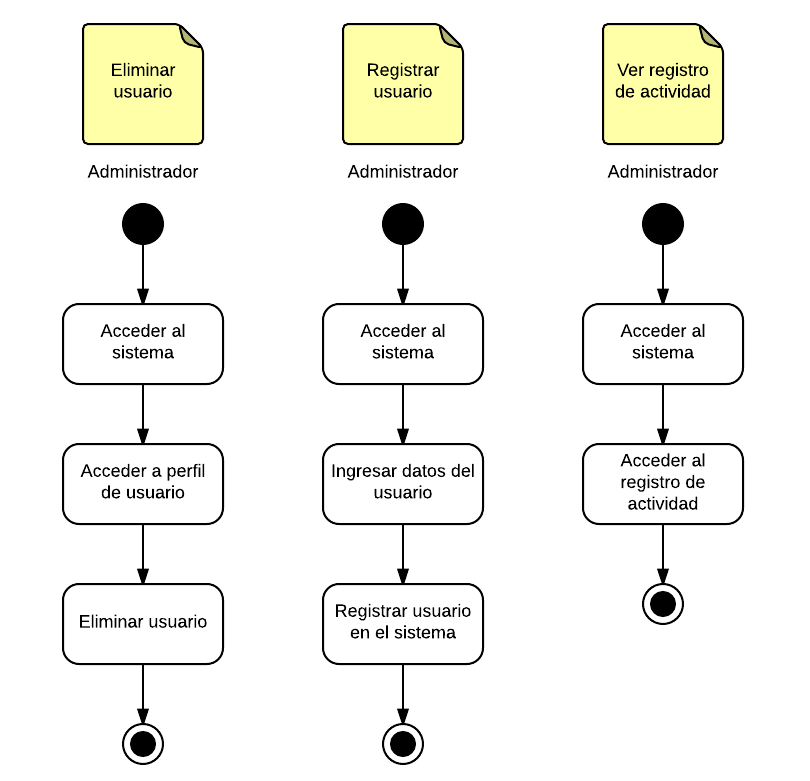 Eliminar
usuario
Administrador
Acceder al
sistema
Acceder a perfil
de usuario
Eliminar usuario
Registrar
usuario
Administrador
Acceder al
sistema
Ingresar datos del
usuario
Registrar usuario
en el sistema
Ver registro
de actividad
Administrador
Acceder al
sistema
Acceder al
registro de
actividad